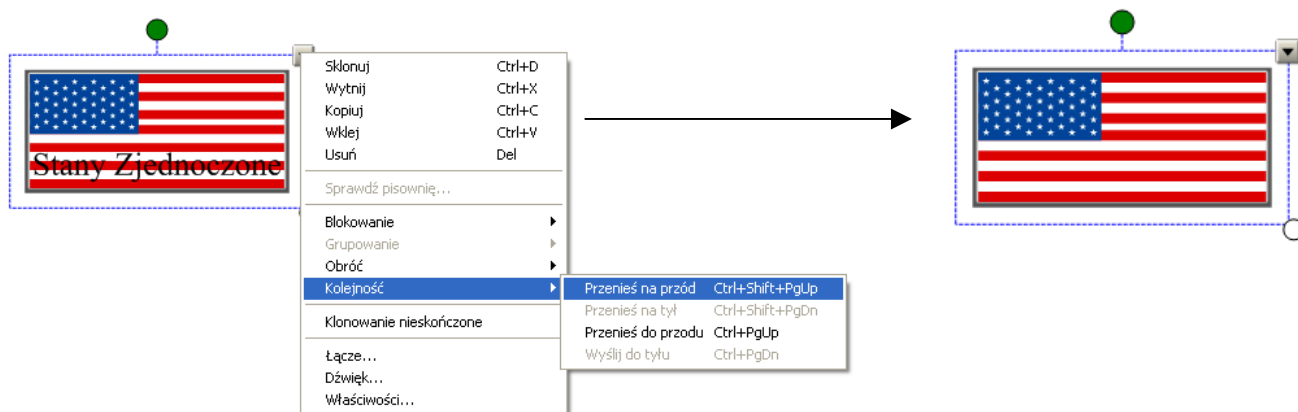 Stany Zjednoczone
Sklonuj Ctrl+D
Wytnij Ctrl+X
Kopiuj Ctrl+C
Wklej Ctrl+V
Usuń Del
Sprawdź pisownię...
Blokowanie
Grupowanie
Obróć
Kolejność
Przenieś na przód Ctrl+Shift+PgUp
Przenieś na tył Ctrl+Shift+PgDn
Przenieś do przodu Ctrl+PgUp
Wyślij do tyłu Ctrl+PgDn
Klonowanie nieskończone
Łącze...
Dźwięk...
Właściwości...